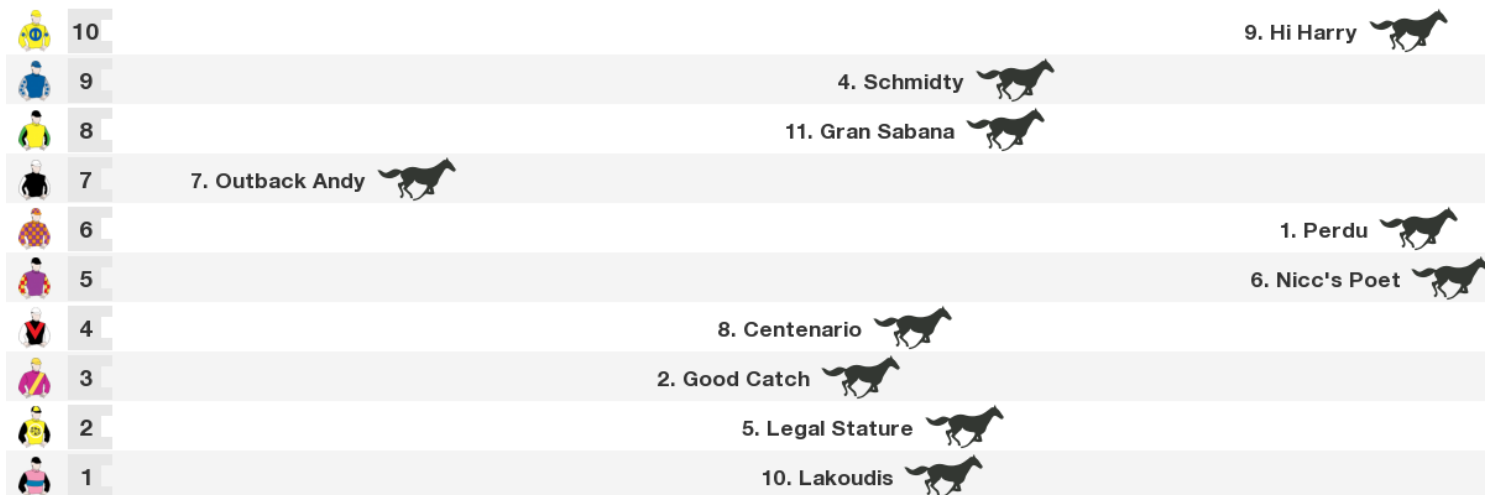 10 9. Hi Harry
9 4. Schmidty
8 11. Gran Sabana
7 7. Outback Andy
6 1. Perdu
5 6. Nicc's Poet
4 8. Centenario
3 2. Good Catch
2 5. Legal Stature
1 10. Lakoudis